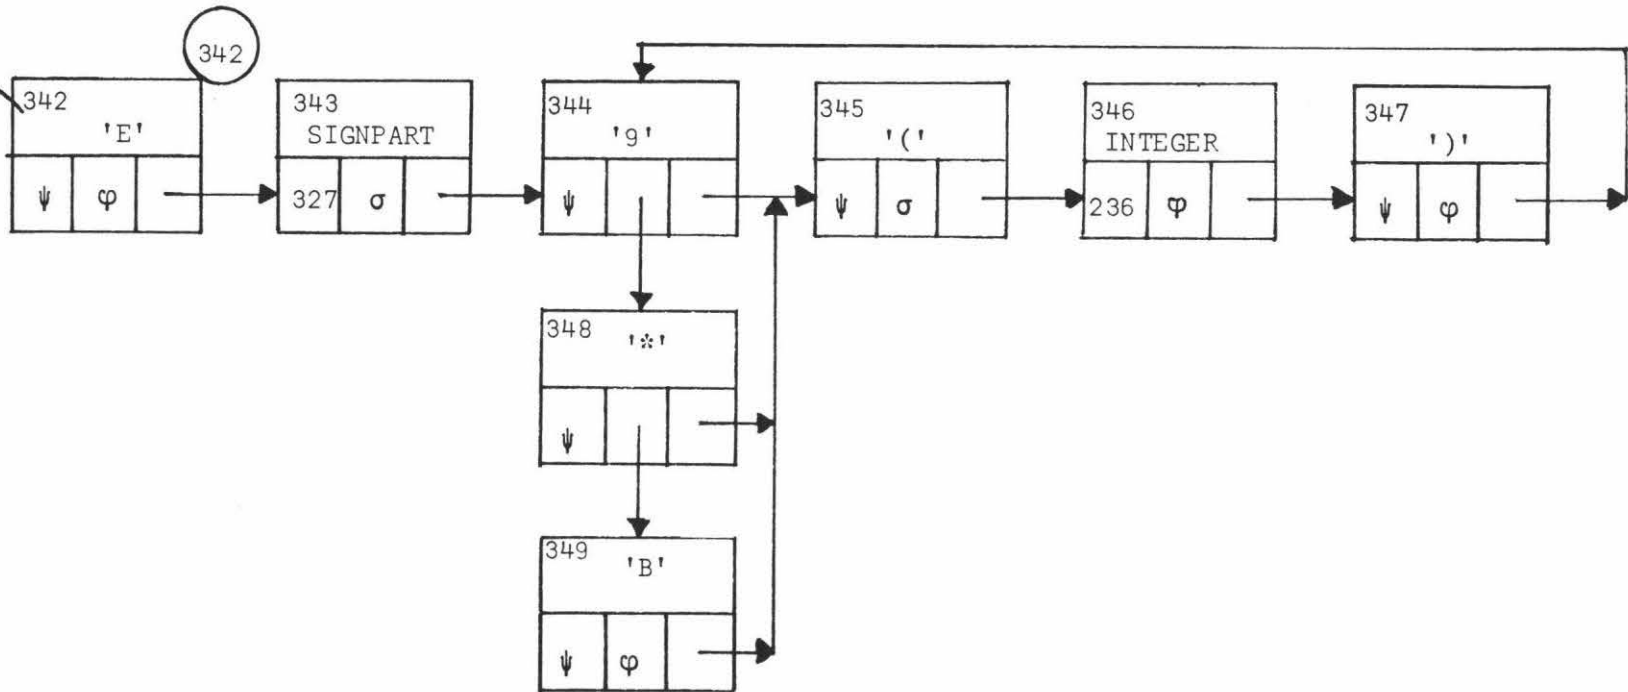 342
342
'E'
ψ φ
343
SIGNPART
327 σ
344
'9'
ψ
345
'('
ψ σ
346
INTEGER
236 φ
347
')'
ψ φ
348
'*'
ψ
349
'B'
ψ φ